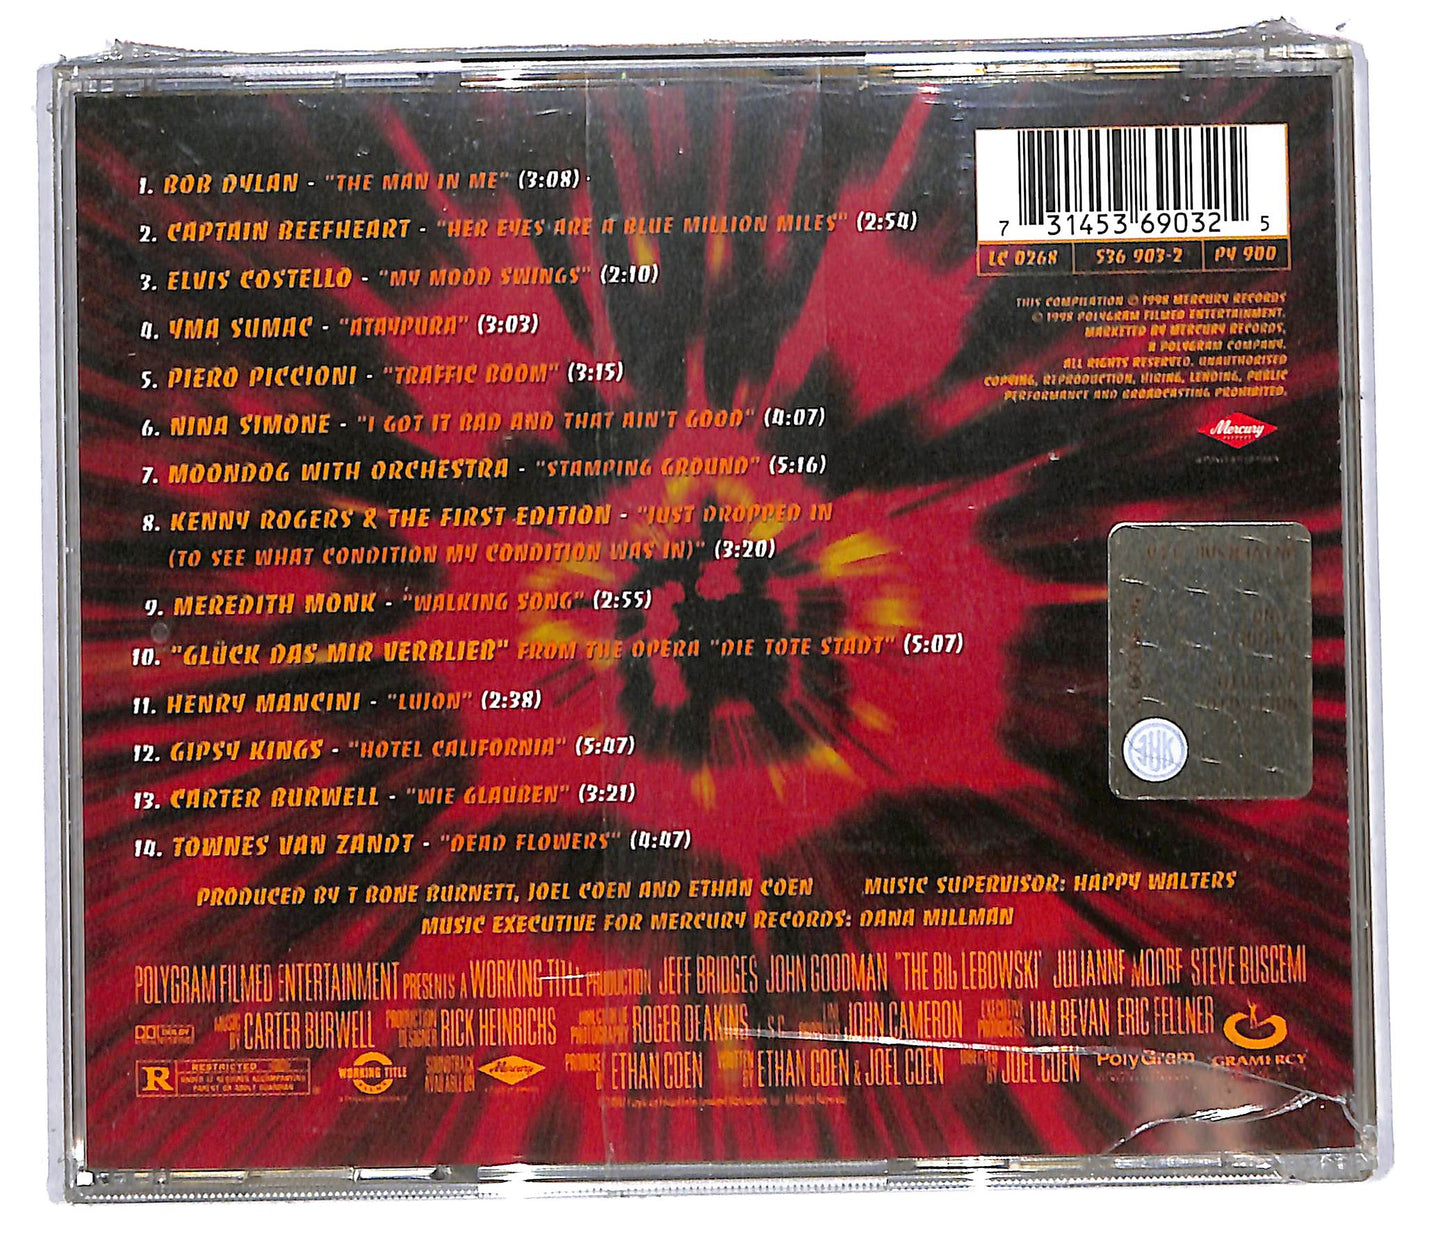 1. BOB DYLAN - "THE MAN IN ME" (3:08)
2. CAPTAIN BEEFHEART - "HER EYES ARE A BLUE MILLION MILES" (2:54)
3. ELVIS COSTELLO - "MY MOOD SWINGS" (2:10)
4. YMA SUMAC - "ATAYPURA" (3:03)
5. PIERO PICCIONI - "TRAFFIC BOOM" (3:15)
6. NINA SIMONE - "I GOT IT BAD AND THAT AIN'T GOOD" (4:07)
7. MOONDOG WITH ORCHESTRA - "STAMPING GROUND" (5:16)
8. KENNY ROGERS & THE FIRST EDITION - "JUST DROPPED IN
(TO SEE WHAT CONDITION MY CONDITION WAS IN)" (3:20)
9. MEREDITH MONK - "WALKING SONG" (2:55)
10. "GLÜCK DAS MIR VERBLIEB" FROM THE OPERA "DIE TOTE STADT" (5:07)
11. HENRY MANCINI - "LUJON" (2:38)
12. GIPSY KINGS - "HOTEL CALIFORNIA" (5:47)
13. CARTER BURWELL - "WIE GLAUBEN" (3:21)
14. TOWNES VAN ZANDT - "DEAD FLOWERS" (4:47)
7 31453 69032 5
LC 0268 536 903-2 PY 900
THIS COMPILATION ℗ 1998 MERCURY RECORDS
© 1998 POLYGRAM FILMED ENTERTAINMENT.
MARKETED BY MERCURY RECORDS,
A POLYGRAM COMPANY.
ALL RIGHTS RESERVED. UNAUTHORISED
COPYING, REPRODUCTION, HIRING, LENDING, PUBLIC
PERFORMANCE AND BROADCASTING PROHIBITED.
Mercury
PRODUCED BY T BONE BURNETT, JOEL COEN AND ETHAN COEN MUSIC SUPERVISOR: HAPPY WALTERS
MUSIC EXECUTIVE FOR MERCURY RECORDS: DANA MILLMAN
POLYGRAM FILMED ENTERTAINMENT PRESENTS A WORKING TITLE PRODUCTION JEFF BRIDGES JOHN GOODMAN "THE BIG LEBOWSKI" JULIANNE MOORE STEVE BUSCEMI
DOLBY MUSIC BY CARTER BURWELL PRODUCTION DESIGNER RICK HEINRICHS PHOTOGRAPHY ROGER DEAKINS JOHN CAMERON EXECUTIVE PRODUCERS TIM BEVAN ERIC FELLNER
R RESTRICTED
UNDER 17 REQUIRES ACCOMPANYING
PARENT OR ADULT GUARDIAN
WORKING TITLE
FILMS
SOUNDTRACK AVAILABLE ON Mercury
PRODUCED BY ETHAN COEN WRITTEN BY ETHAN COEN & JOEL COEN DIRECTED BY JOEL COEN PolyGram GRAMERCY